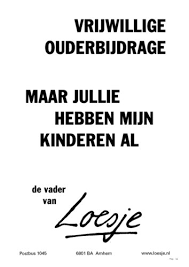 VRIJWILLIGE
OUDERBIJDRAGE
MAAR JULLIE
HEBBEN MIJN
KINDEREN AL
de vader
van
Loesje
Postbus 1045 6801 BA Arnhem www.loesje.nl